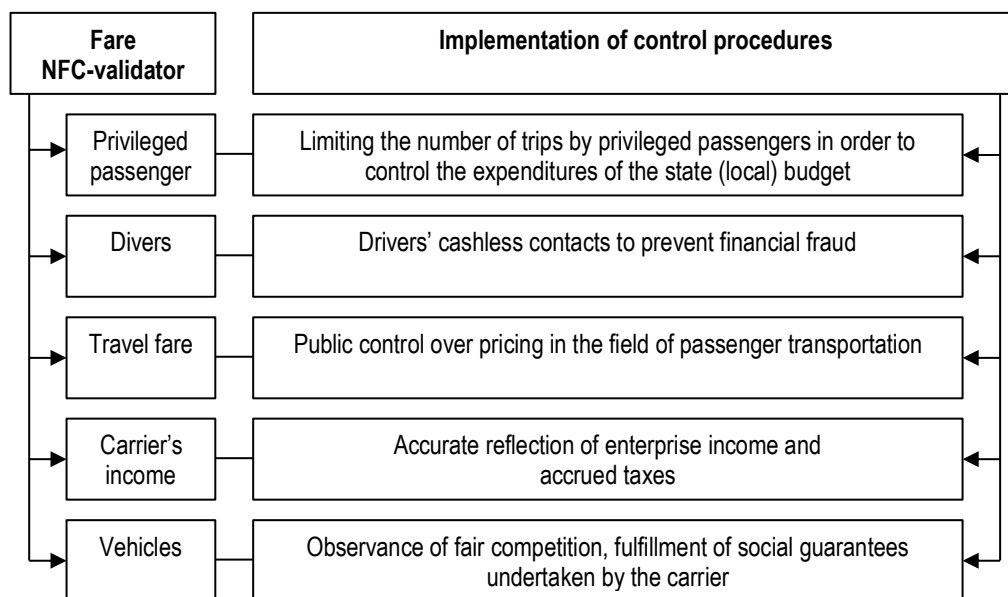 Fare
NFC-validator
Implementation of control procedures
Privileged
passenger
Limiting the number of trips by privileged passengers in order to
control the expenditures of the state (local) budget
Divers
Drivers’ cashless contacts to prevent financial fraud
Travel fare
Public control over pricing in the field of passenger transportation
Carrier’s
income
Accurate reflection of enterprise income and
accrued taxes
Vehicles
Observance of fair competition, fulfillment of social guarantees
undertaken by the carrier